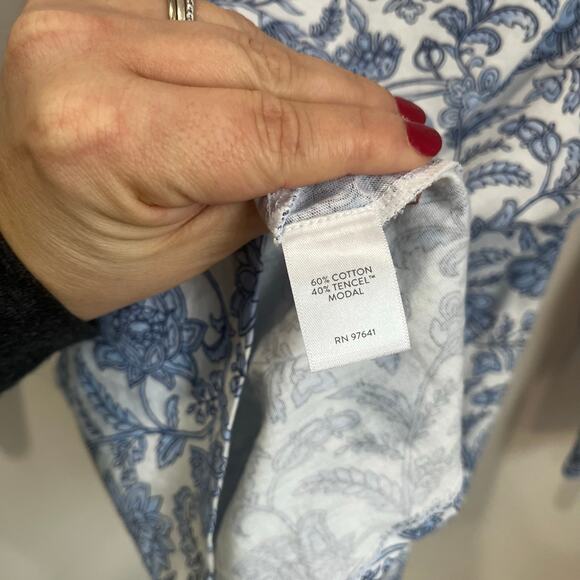 60% COTTON
40% TENCEL™
MODAL
RN 97641